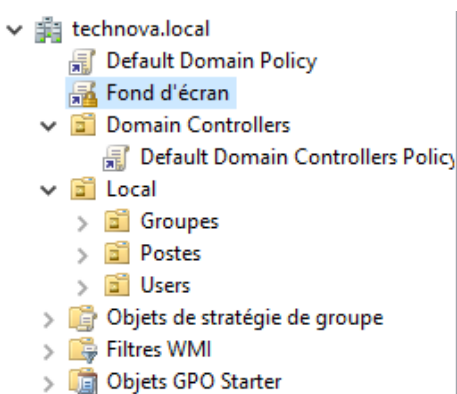 technova.local
Default Domain Policy
Fond d'écran
Domain Controllers
Default Domain Controllers Policy
Local
Groupes
Postes
Users
Objets de stratégie de groupe
Filtres WMI
Objets GPO Starter